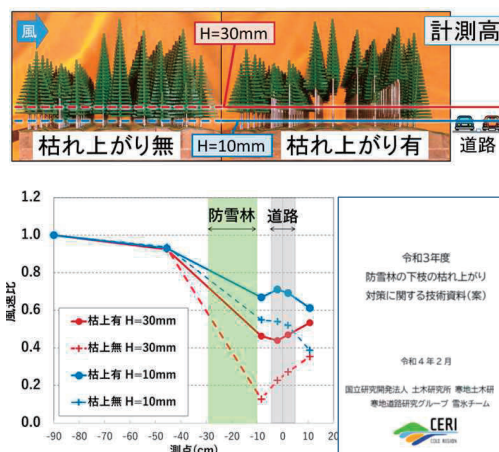 風
H=30mm
計測高
枯れ上がり無
H=10mm
枯れ上がり有
道路
1.2
1.0
0.8
0.6
0.4
0.2
0.0
風速比
防雪林
道路
枯上有 H=30mm
枯上無 H=30mm
枯上有 H=10mm
枯上無 H=10mm
-90 -80 -70 -60 -50 -40 -30 -20 -10 0 10 20
測点(cm)
令和3年度
防雪林の下枝の枯れ上がり
対策に関する技術資料(案)
令和4年2月
国立研究開発法人 土木研究所 寒地土木研
寒地道路研究グループ 雪氷チーム
CERI
COLD REGION